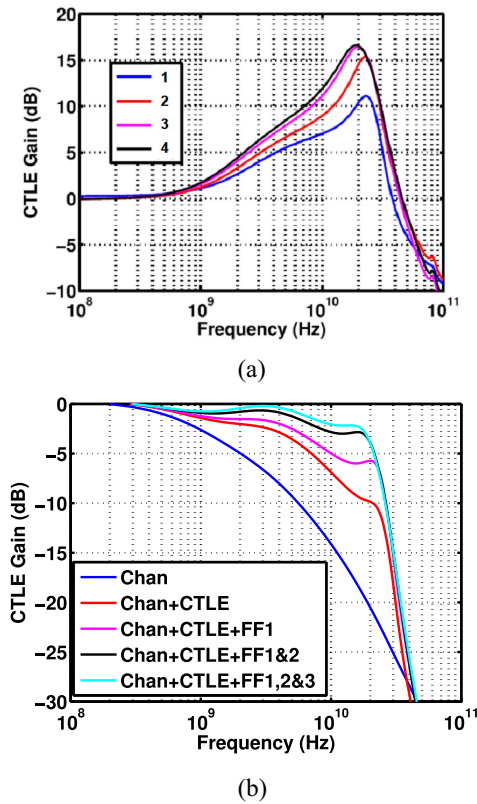 20
15
10
5
0
−5
−10
CTLE Gain (dB)
1
2
3
4
10^8
10^9
10^10
10^11
Frequency (Hz)
(a)
0
−5
−10
−15
−20
−25
−30
CTLE Gain (dB)
Chan
Chan+CTLE
Chan+CTLE+FF1
Chan+CTLE+FF1&2
Chan+CTLE+FF1,2&3
10^8
10^9
10^10
10^11
Frequency (Hz)
(b)